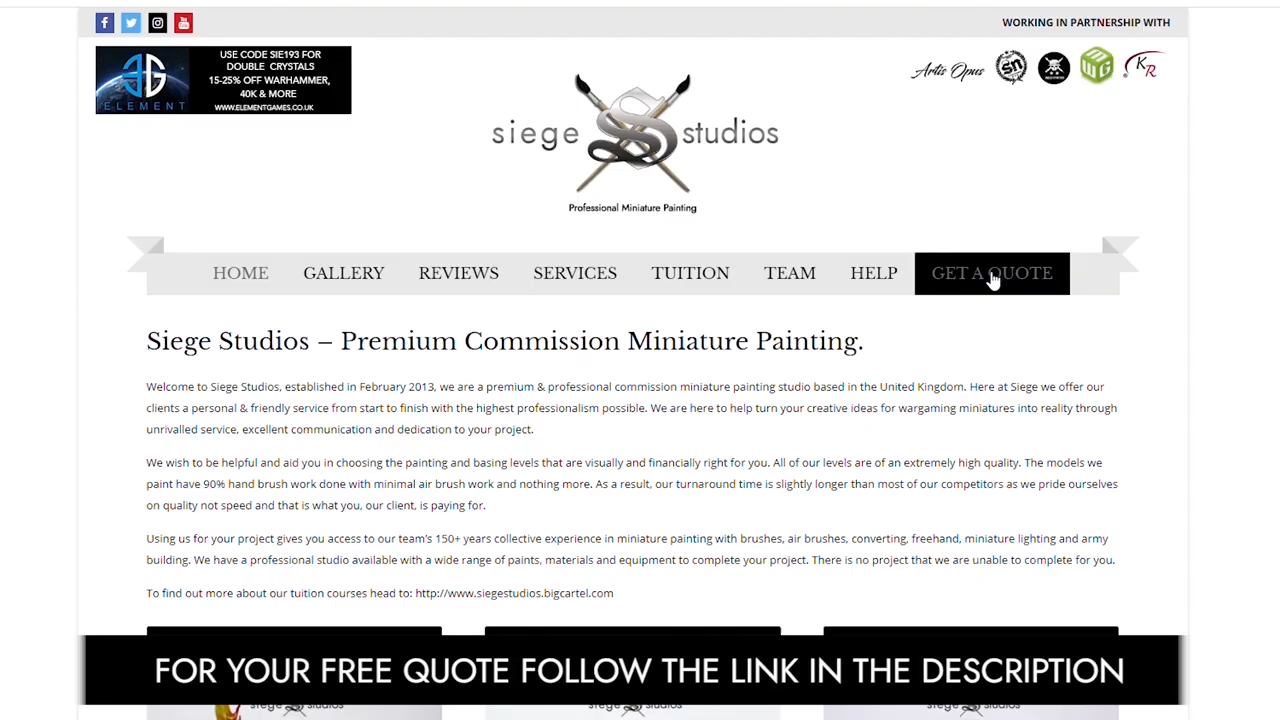 WORKING IN PARTNERSHIP WITH
USE CODE SIE193 FOR
DOUBLE CRYSTALS
15-25% OFF WARHAMMER,
40K & MORE
WWW.ELEMENTGAMES.CO.UK
ELEMENT
Artis Opus
KR
siege studios
Professional Miniature Painting
HOME GALLERY REVIEWS SERVICES TUITION TEAM HELP GET A QUOTE
Siege Studios – Premium Commission Miniature Painting.
Welcome to Siege Studios, established in February 2013, we are a premium & professional commission miniature painting studio based in the United Kingdom. Here at Siege we offer our
clients a personal & friendly service from start to finish with the highest professionalism possible. We are here to help turn your creative ideas for wargaming miniatures into reality through
unrivalled service, excellent communication and dedication to your project.
We wish to be helpful and aid you in choosing the painting and basing levels that are visually and financially right for you. All of our levels are of an extremely high quality. The models we
paint have 90% hand brush work done with minimal air brush work and nothing more. As a result, our turnaround time is slightly longer than most of our competitors as we pride ourselves
on quality not speed and that is what you, our client, is paying for.
Using us for your project gives you access to our team's 150+ years collective experience in miniature painting with brushes, air brushes, converting, freehand, miniature lighting and army
building. We have a professional studio available with a wide range of paints, materials and equipment to complete your project. There is no project that we are unable to complete for you.
To find out more about our tuition courses head to: http://www.siegestudios.bigcartel.com
FOR YOUR FREE QUOTE FOLLOW THE LINK IN THE DESCRIPTION